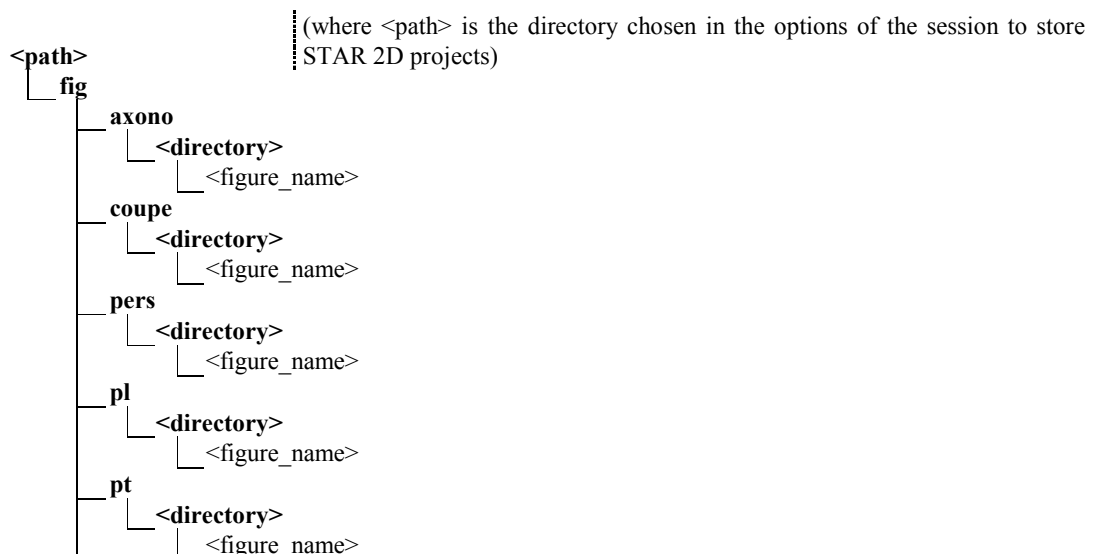 (where <path> is the directory chosen in the options of the session to store
STAR 2D projects)
<path>
fig
axono
<directory>
<figure_name>
coupe
<directory>
<figure_name>
pers
<directory>
<figure_name>
pl
<directory>
<figure_name>
pt
<directory>
<figure_name>